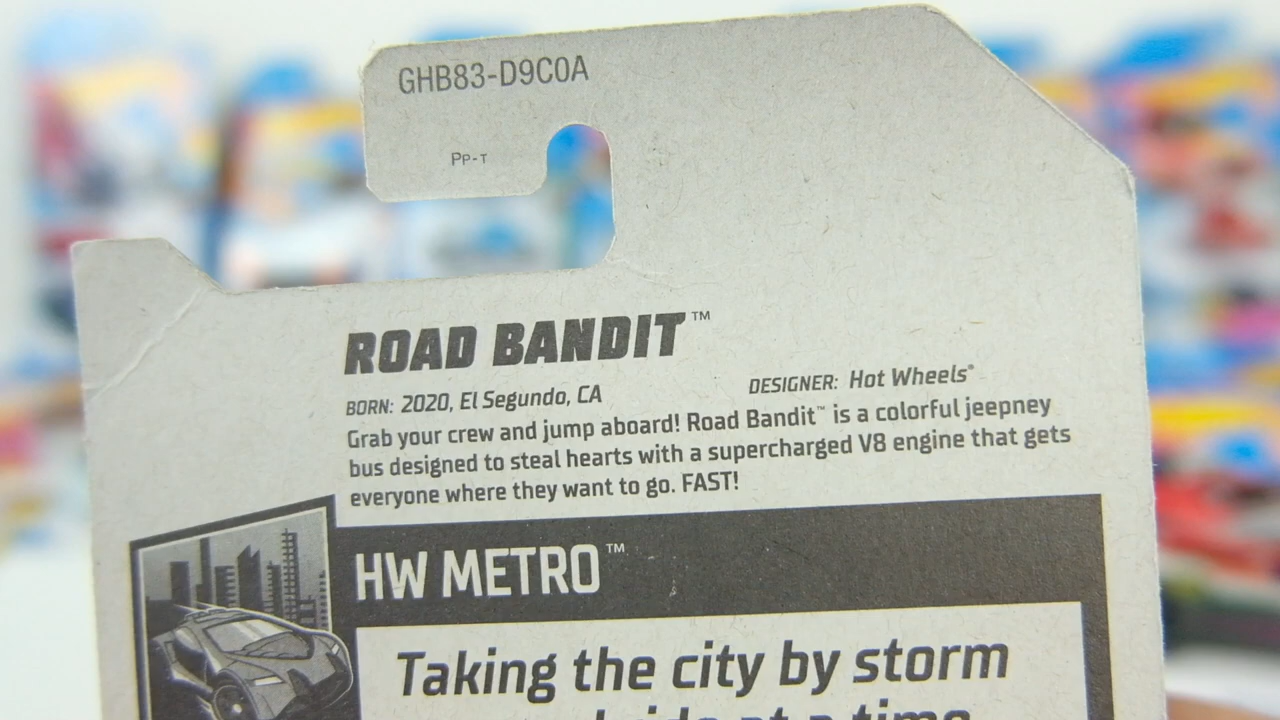 GHB83-D9C0A
PP-T
ROAD BANDIT™
BORN: 2020, El Segundo, CA DESIGNER: Hot Wheels®
Grab your crew and jump aboard! Road Bandit™ is a colorful jeepney
bus designed to steal hearts with a supercharged V8 engine that gets
everyone where they want to go. FAST!
HW METRO™
Taking the city by storm
at a time